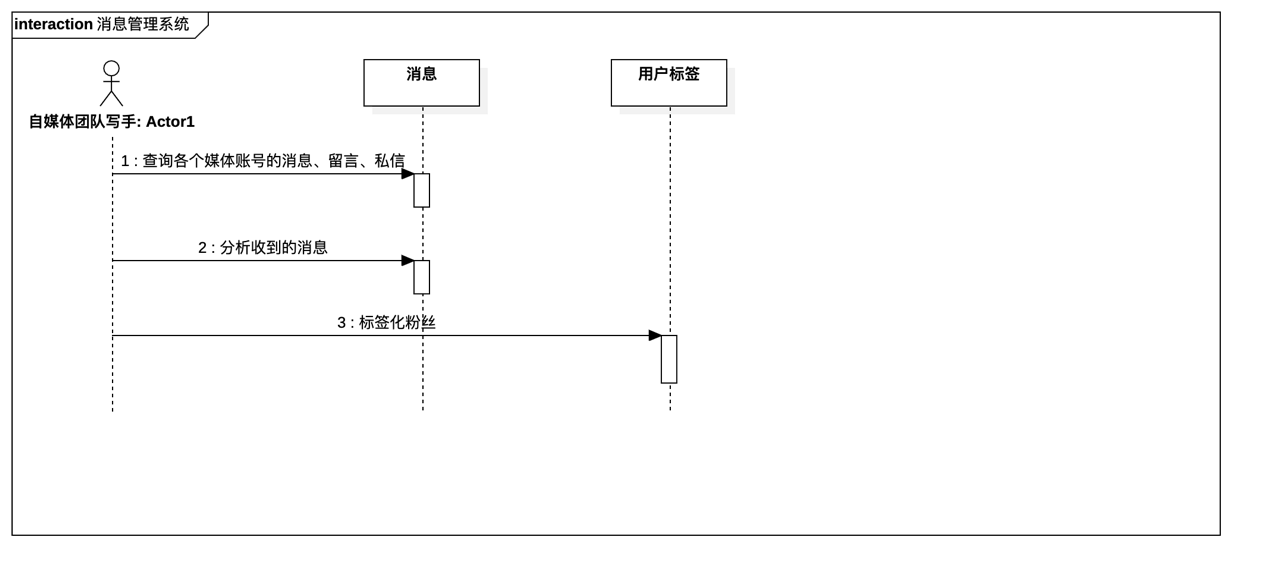 interaction 消息管理系统
消息
用户标签
自媒体团队写手: Actor1
1 : 查询各个媒体账号的消息、留言、私信
2 : 分析收到的消息
3 : 标签化粉丝